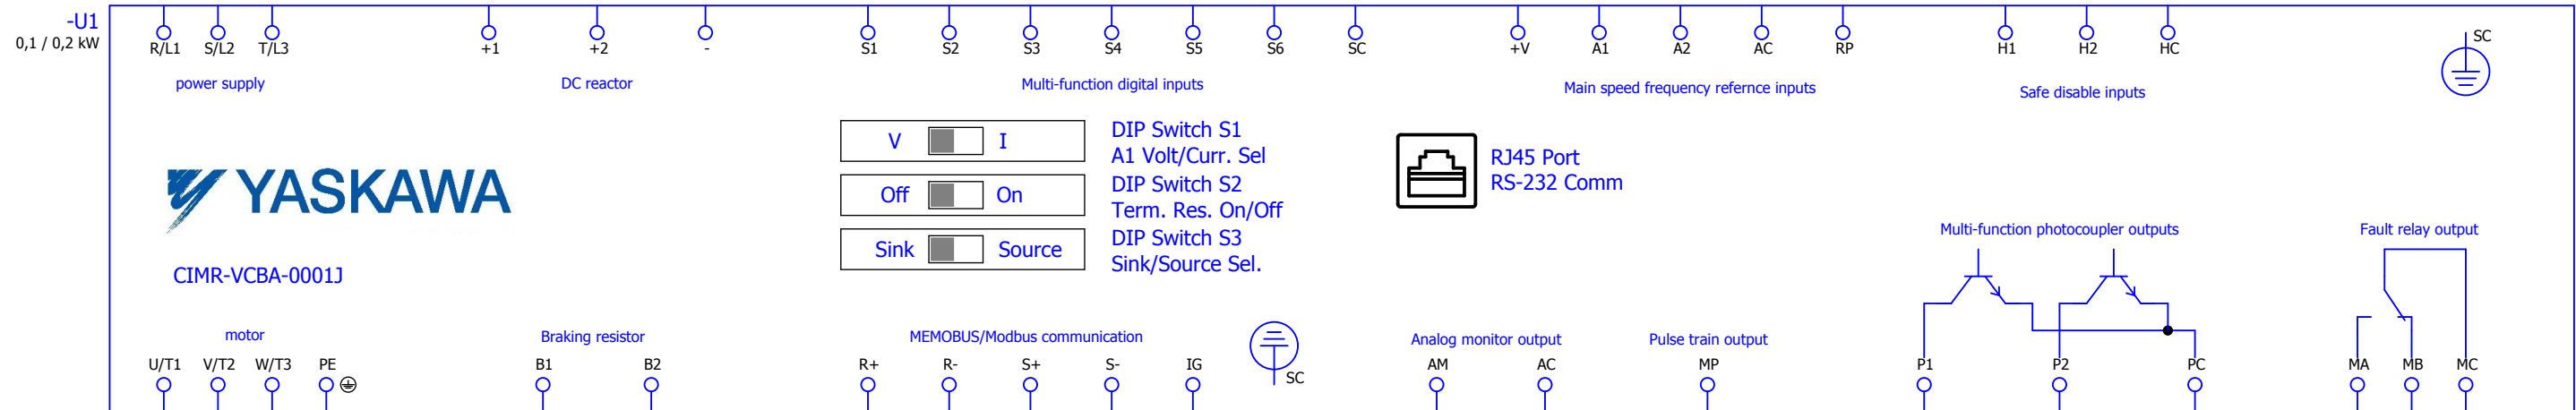 -U1
0,1 / 0,2 kW
R/L1 S/L2 T/L3 +1 +2 - S1 S2 S3 S4 S5 S6 SC +V A1 A2 AC RP H1 H2 HC SC
power supply DC reactor Multi-function digital inputs Main speed frequency refernce inputs Safe disable inputs
V I DIP Switch S1
A1 Volt/Curr. Sel
Off On DIP Switch S2
Term. Res. On/Off
Sink Source DIP Switch S3
Sink/Source Sel.
RJ45 Port
RS-232 Comm
YASKAWA
CIMR-VCBA-0001J
Multi-function photocoupler outputs Fault relay output
motor Braking resistor MEMOBUS/Modbus communication Analog monitor output Pulse train output
U/T1 V/T2 W/T3 PE B1 B2 R+ R- S+ S- IG SC AM AC MP P1 P2 PC MA MB MC